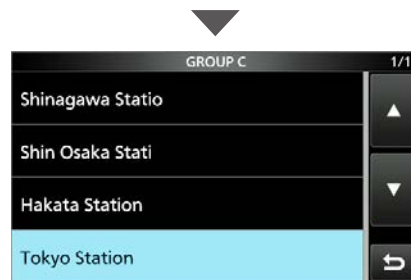 GROUP C 1/1
Shinagawa Statio
Shin Osaka Stati
Hakata Station
Tokyo Station